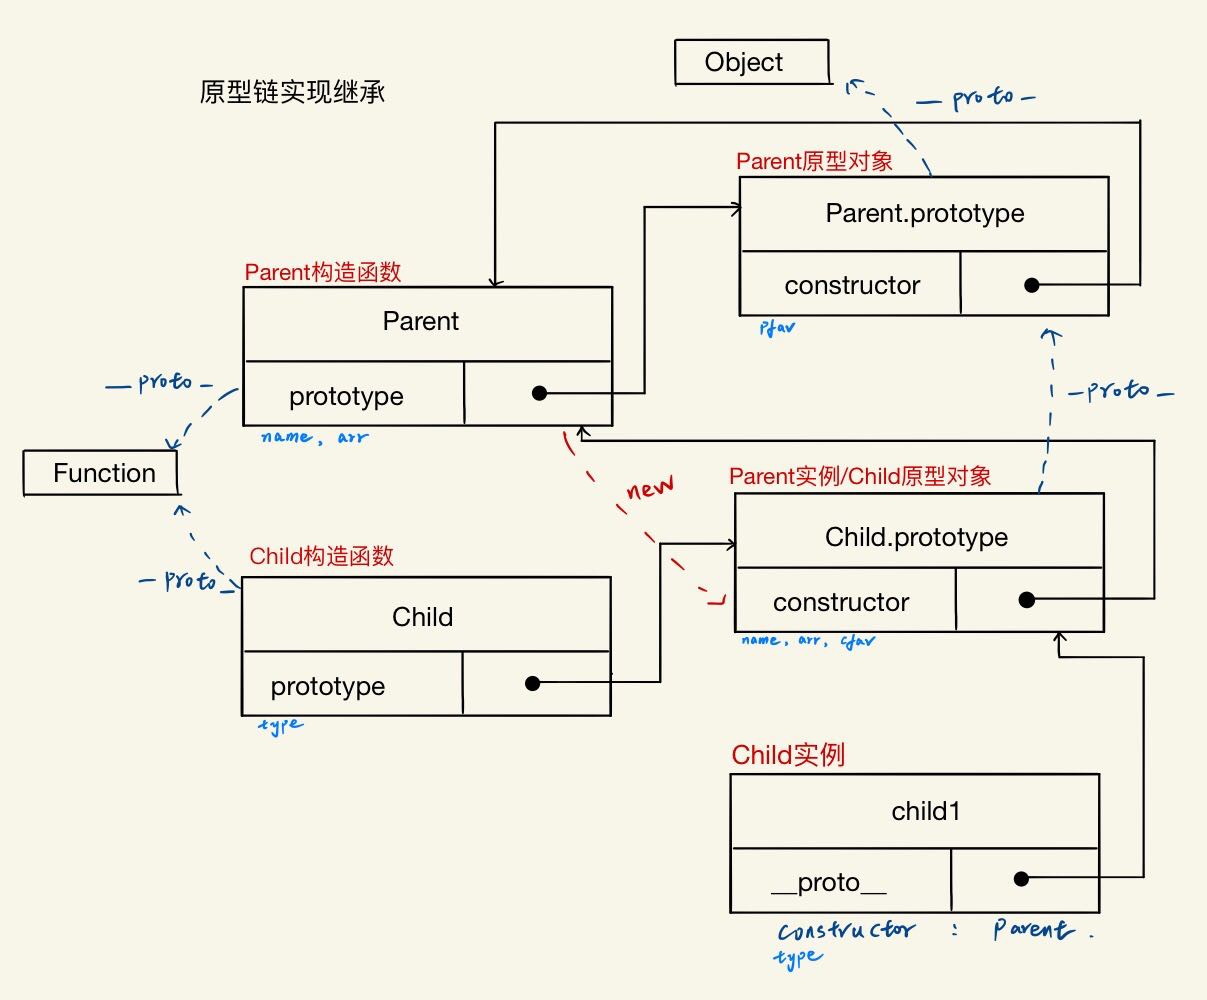 Object
原型链实现继承
— proto —
Parent原型对象
Parent.prototype
Parent构造函数
constructor
Parent
pfav
— proto —
prototype
— proto —
name, arr
Function
Parent实例/Child原型对象
new
Child.prototype
Child构造函数
— proto —
constructor
Child
name, arr, cfav
prototype
type
Child实例
child1
__proto__
constructor : Parent.
type